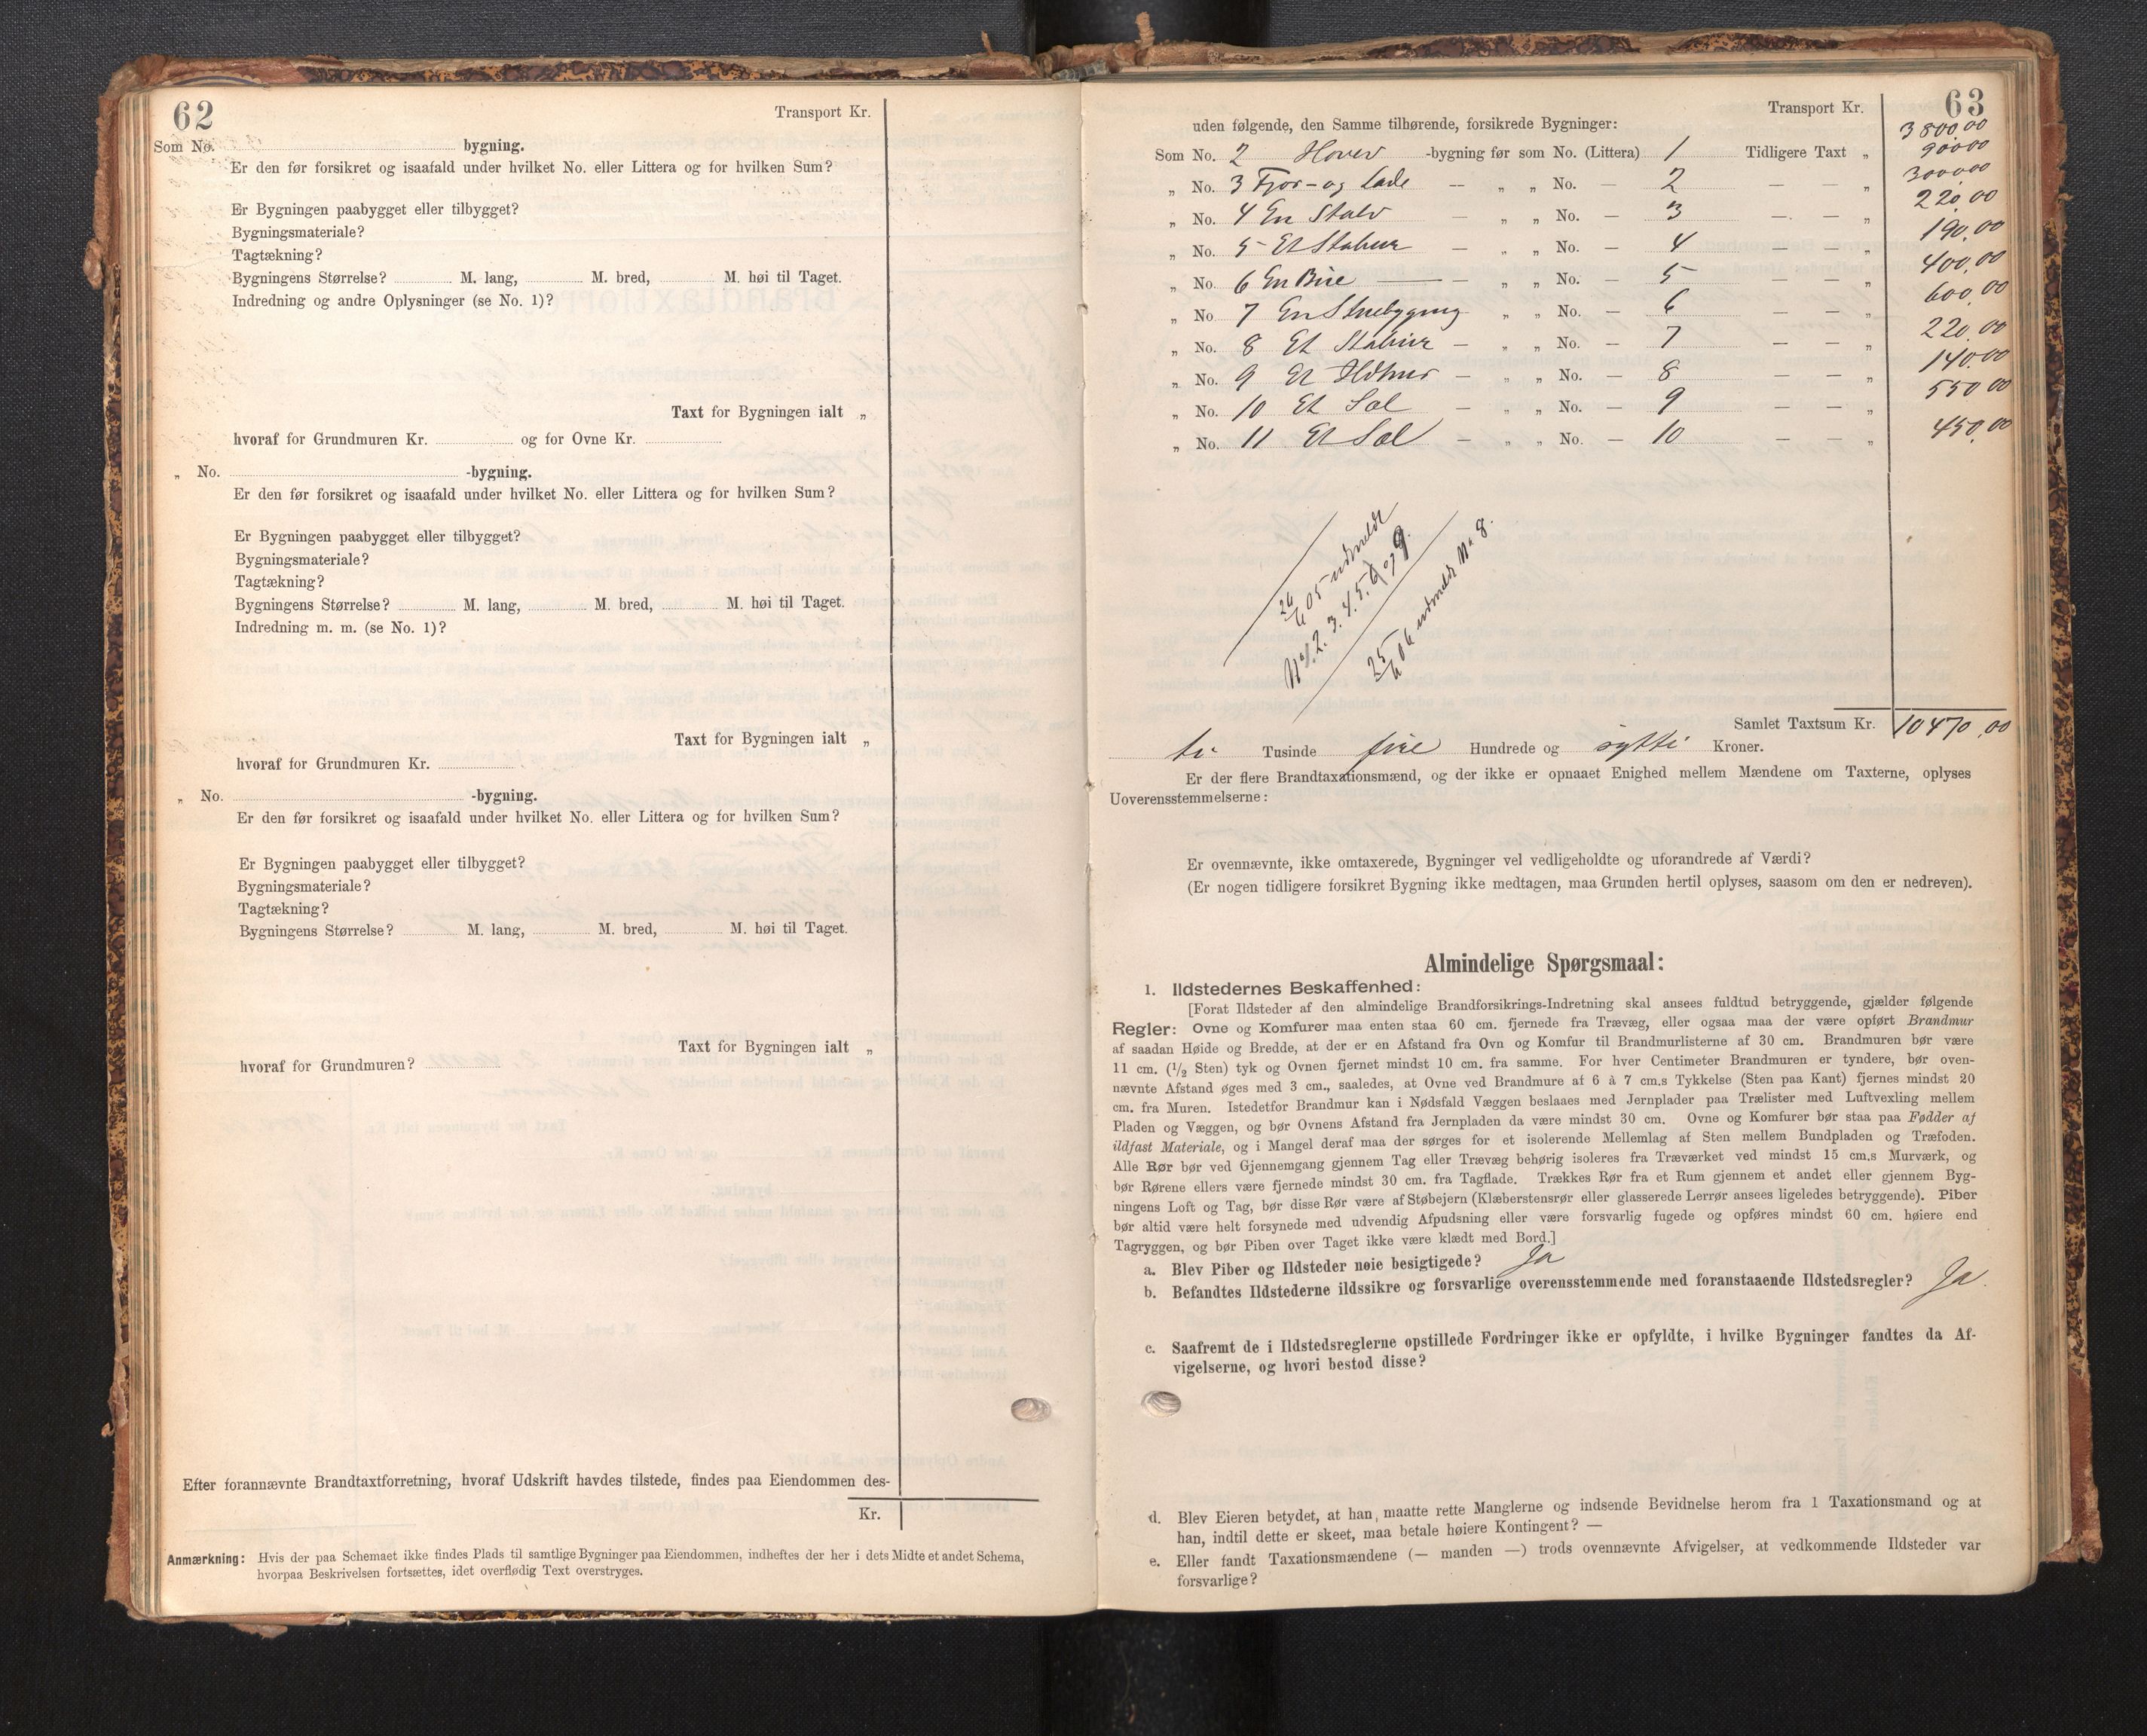 62
Transport Kr.
Som No. bygning.
Er den før forsikret og isaafald under hvilket No. eller Littera og for hvilken Sum?
Er Bygningen paabygget eller tilbygget?
Bygningsmateriale?
Tagtækning?
Bygningens Størrelse? M. lang, M. bred, M. høi til Taget.
Indredning og andre Oplysninger (se No. 1)?
Taxt for Bygningen ialt „
hvoraf for Grundmuren Kr. og for Ovne Kr.
„ No. -bygning.
Er den før forsikret og isaafald under hvilket No. eller Littera og for hvilken Sum?
Er Bygningen paabygget eller tilbygget?
Bygningsmateriale?
Tagtækning?
Bygningens Størrelse? M. lang, M. bred, M. høi til Taget.
Indredning m. m. (se No. 1)?
Taxt for Bygningen ialt „
hvoraf for Grundmuren Kr.
„ No. -bygning.
Er den før forsikret og isaafald under hvilket No. eller Littera og for hvilken Sum?
Er Bygningen paabygget eller tilbygget?
Bygningsmateriale?
Tagtækning?
Bygningens Størrelse? M. lang, M. bred, M. høi til Taget.
Taxt for Bygningen ialt „
hvoraf for Grundmuren?
Efter forannævnte Brandtaxtforretning, hvoraf Udskrift havdes tilstede, findes paa Eiendommen des-
Kr.
Anmærkning: Hvis der paa Schemaet ikke findes Plads til samtlige Bygninger paa Eiendommen, indheftes der her i dets Midte et andet Schema,
hvorpaa Beskrivelsen fortsættes, idet overflødig Text overstryges.
63
Transport Kr. 3800.00
uden følgende, den Samme tilhørende, forsikrede Bygninger:
Som No. 2 Hoved -bygning før som No. (Littera) 1 Tidligere Taxt „ 900.00
„ No. 3 Fjøs- og Lade — „ „ No. — 2 — — „ 3000.00
„ No. 4 En Stald — „ „ No. — 3 — — „ 220.00
„ No. 5 Et Stabur — „ „ No. — 4 — — „ 190.00
„ No. 6 En — „ „ No. — 5 — — „ 400.00
„ No. 7 En Stuebygning „ „ No. — 6 — — „ 600.00
„ No. 8 Et Stabur — „ „ No. — 7 — — „ 220.00
„ No. 9 Et Ildhus — „ „ No. — 8 — — „ 140.00
„ No. 10 Et Sel — „ „ No. — 9 — — „ 550.00
„ No. 11 Et Sel — „ „ No. — 10 — — „ 450.00
26/6 05 udmeldt
No. 2. 3. 4. 5. 6 og 9.
25/6 06 udmeldt No 8.
Samlet Taxtsum Kr. 10470.00
ti Tusinde fire Hundrede og sytti Kroner.
Er der flere Brandtaxationsmænd, og der ikke er opnaaet Enighed mellem Mændene om Taxterne, oplyses
Uoverensstemmelserne:
Er ovennævnte, ikke omtaxerede, Bygninger vel vedligeholdte og uforandrede af Værdi?
(Er nogen tidligere forsikret Bygning ikke medtagen, maa Grunden hertil oplyses, saasom om den er nedreven).
Almindelige Spørgsmaal:
1. Ildstedernes Beskaffenhed:
[Forat Ildsteder af den almindelige Brandforsikrings-Indretning skal ansees fuldtud betryggende, gjælder følgende
Regler: Ovne og Komfurer maa enten staa 60 cm. fjernede fra Trævæg, eller ogsaa maa der være opført Brandmur
af saadan Høide og Bredde, at der er en Afstand fra Ovn og Komfur til Brandmurlisterne af 30 cm. Brandmuren bør være
11 cm. (1/2 Sten) tyk og Ovnen fjernet mindst 10 cm. fra samme. For hver Centimeter Brandmuren er tyndere, bør oven-
nævnte Afstand øges med 3 cm., saaledes, at Ovne ved Brandmure af 6 à 7 cm.s Tykkelse (Sten paa Kant) fjernes mindst 20
cm. fra Muren. Istedetfor Brandmur kan i Nødsfald Væggen beslaaes med Jernplader paa Trælister med Luftvexling mellem
Pladen og Væggen, og bør Ovnens Afstand fra Jernpladen da være mindst 30 cm. Ovne og Komfurer bør staa paa Fødder af
ildfast Materiale, og i Mangel deraf maa der sørges for et isolerende Mellemlag af Sten mellem Bundpladen og Træfoden.
Alle Rør bør ved Gjennemgang gjennem Tag eller Trævæg behørig isoleres fra Træværket ved mindst 15 cm.s Murværk, og
bør Rørene ellers være fjernede mindst 30 cm. fra Tagflade. Trækkes Rør fra et Rum gjennem et andet eller gjennem Byg-
ningens Loft og Tag, bør disse Rør være af Støbejern (Klæberstensrør eller glasserede Lerrør ansees ligeledes betryggende). Piber
bør altid være helt forsynede med udvendig Afpudsning eller være forsvarlig fugede og opføres mindst 60 cm. høiere end
Tagryggen, og bør Piben over Taget ikke være klædt med Bord.]
a. Blev Piber og Ildsteder nøie besigtigede? Ja
b. Befandtes Ildstederne ildssikre og forsvarlige overensstemmende med foranstaaende Ildstedsregler? Ja.
c. Saafremt de i Ildstedsreglerne opstillede Fordringer ikke er opfyldte, i hvilke Bygninger fandtes da Af-
vigelserne, og hvori bestod disse?
d. Blev Eieren betydet, at han maatte rette Manglerne og indsende Bevidnelse herom fra 1 Taxationsmand og at
han, indtil dette er skeet, maa betale høiere Kontingent? —
e. Eller fandt Taxationsmændene (— manden —) trods ovennævnte Afvigelser, at vedkommende Ildsteder var
forsvarlige?